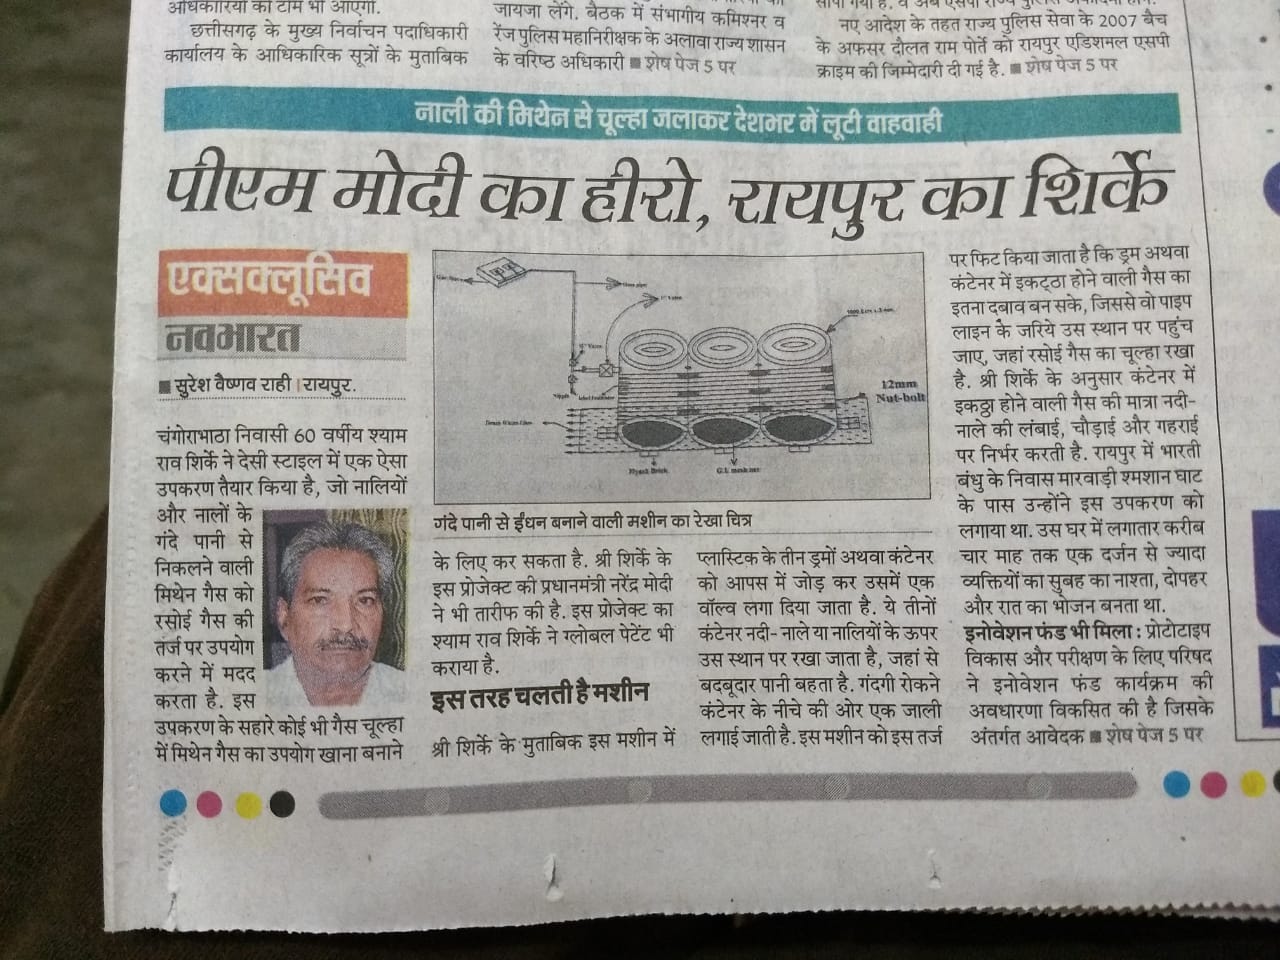 छत्तीसगढ़ के मुख्य निर्वाचन पदाधिकारी
कार्यालय के आधिकारिक सूत्रों के मुताबिक
जायजा लेंगे. बैठक में संभागीय कमिश्नर व
रेंज पुलिस महानिरीक्षक के अलावा राज्य शासन
के वरिष्ठ अधिकारी ■ शेष पेज 5 पर
नए आदेश के तहत राज्य पुलिस सेवा के 2007 बैच
के अफसर दौलत राम पोर्ते को रायपुर एडिशमल एसपी
क्राइम की जिम्मेदारी दी गई है. ■ शेष पेज 5 पर
नाली की मिथेन से चूल्हा जलाकर देशभर में लूटी वाहवाही
पीएम मोदी का हीरो, रायपुर का शिर्के
एक्सक्लूसिव
नवभारत
■ सुरेश वैष्णव राही । रायपुर.
चंगोराभाठा निवासी 60 वर्षीय श्याम
राव शिर्के ने देसी स्टाइल में एक ऐसा
उपकरण तैयार किया है, जो नालियों
और नालों के
गंदे पानी से
निकलने वाली
मिथेन गैस को
रसोई गैस की
तर्ज पर उपयोग
करने में मदद
करता है. इस
उपकरण के सहारे कोई भी गैस चूल्हा
में मिथेन गैस का उपयोग खाना बनाने
12mm
Nut-bolt
गंदे पानी से ईंधन बनाने वाली मशीन का रेखा चित्र
के लिए कर सकता है. श्री शिर्के के
इस प्रोजेक्ट की प्रधानमंत्री नरेंद्र मोदी
ने भी तारीफ की है. इस प्रोजेक्ट का
श्याम राव शिर्के ने ग्लोबल पेटेंट भी
कराया है.
इस तरह चलती है मशीन
श्री शिर्के के मुताबिक इस मशीन में
प्लास्टिक के तीन ड्रमों अथवा कंटेनर
को आपस में जोड़ कर उसमें एक
वॉल्व लगा दिया जाता है. ये तीनों
कंटेनर नदी- नाले या नालियों के ऊपर
उस स्थान पर रखा जाता है, जहां से
बदबूदार पानी बहता है. गंदगी रोकने
कंटेनर के नीचे की ओर एक जाली
लगाई जाती है. इस मशीन को इस तर्ज
पर फिट किया जाता है कि ड्रम अथवा
कंटेनर में इकट्ठा होने वाली गैस का
इतना दबाव बन सके, जिससे वो पाइप
लाइन के जरिये उस स्थान पर पहुंच
जाए, जहां रसोई गैस का चूल्हा रखा
है. श्री शिर्के के अनुसार कंटेनर में
इकठ्ठा होने वाली गैस की मात्रा नदी-
नाले की लंबाई, चौड़ाई और गहराई
पर निर्भर करती है. रायपुर में भारती
बंधु के निवास मारवाड़ी श्मशान घाट
के पास उन्होंने इस उपकरण को
लगाया था. उस घर में लगातार करीब
चार माह तक एक दर्जन से ज्यादा
व्यक्तियों का सुबह का नाश्ता, दोपहर
और रात का भोजन बनता था.
इनोवेशन फंड भी मिला : प्रोटोटाइप
विकास और परीक्षण के लिए परिषद
ने इनोवेशन फंड कार्यक्रम की
अवधारणा विकसित की है जिसके
अंतर्गत आवेदक ■ शेष पेज 5 पर